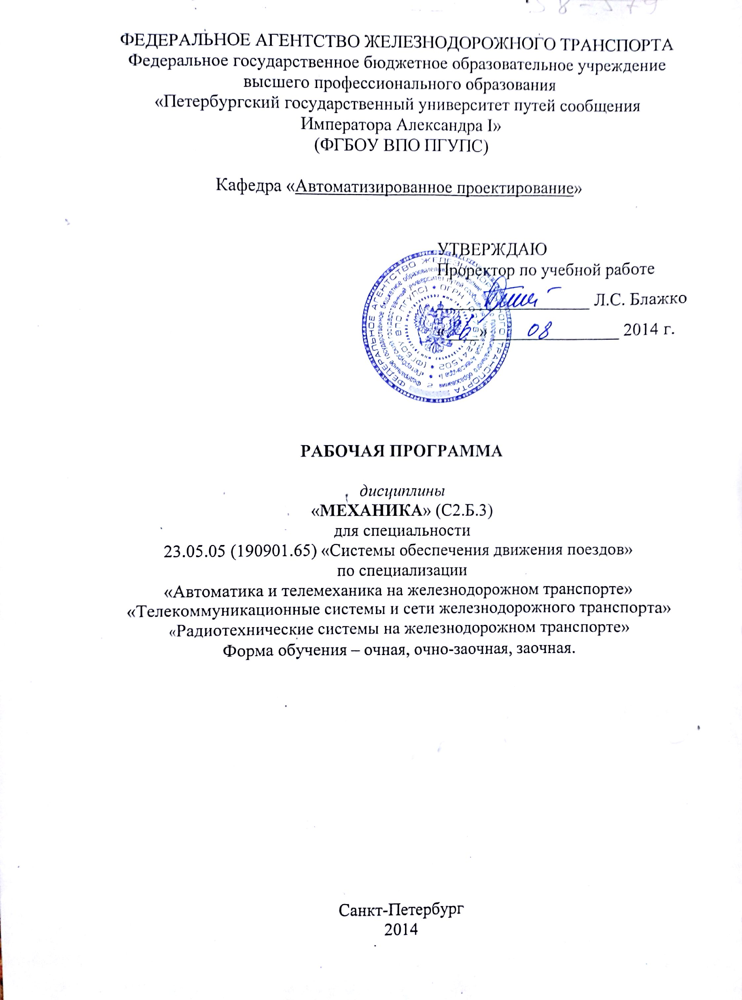 ФЕДЕРАЛЬНОЕ АГЕНТСТВО ЖЕЛЕЗНОДОРОЖНОГО ТРАНСПОРТА
Федеральное государственное бюджетное образовательное учреждение
высшего профессионального образования
«Петербургский государственный университет путей сообщения
Императора Александра I»
(ФГБОУ ВПО ПГУПС)
Кафедра «Автоматизированное проектирование»
УТВЕРЖДАЮ
Проректор по учебной работе
Л.С. Блажко
« » 08 2014 г.
ФЕДЕРАЛЬНОЕ АГЕНТСТВО ЖЕЛЕЗНОДОРОЖНОГО ТРАНСПОРТА
РАБОЧАЯ ПРОГРАММА
дисциплины
«МЕХАНИКА» (С2.Б.3)
для специальности
23.05.05 (190901.65) «Системы обеспечения движения поездов»
по специализации
«Автоматика и телемеханика на железнодорожном транспорте»
«Телекоммуникационные системы и сети железнодорожного транспорта»
«Радиотехнические системы на железнодорожном транспорте»
Форма обучения – очная, очно-заочная, заочная.
Санкт-Петербург
2014